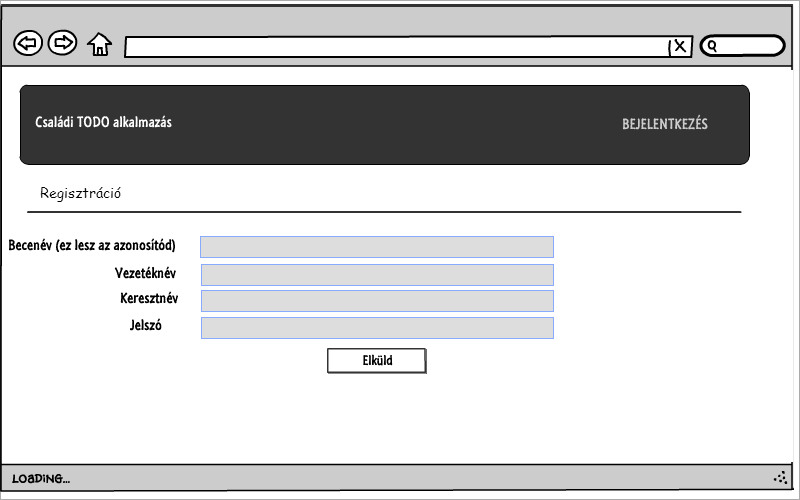 Családi TODO alkalmazás
BEJELENTKEZÉS
Regisztráció
Becenév (ez lesz az azonosítód)
Vezetéknév
Keresztnév
Jelszó
Elküld
LOADING...